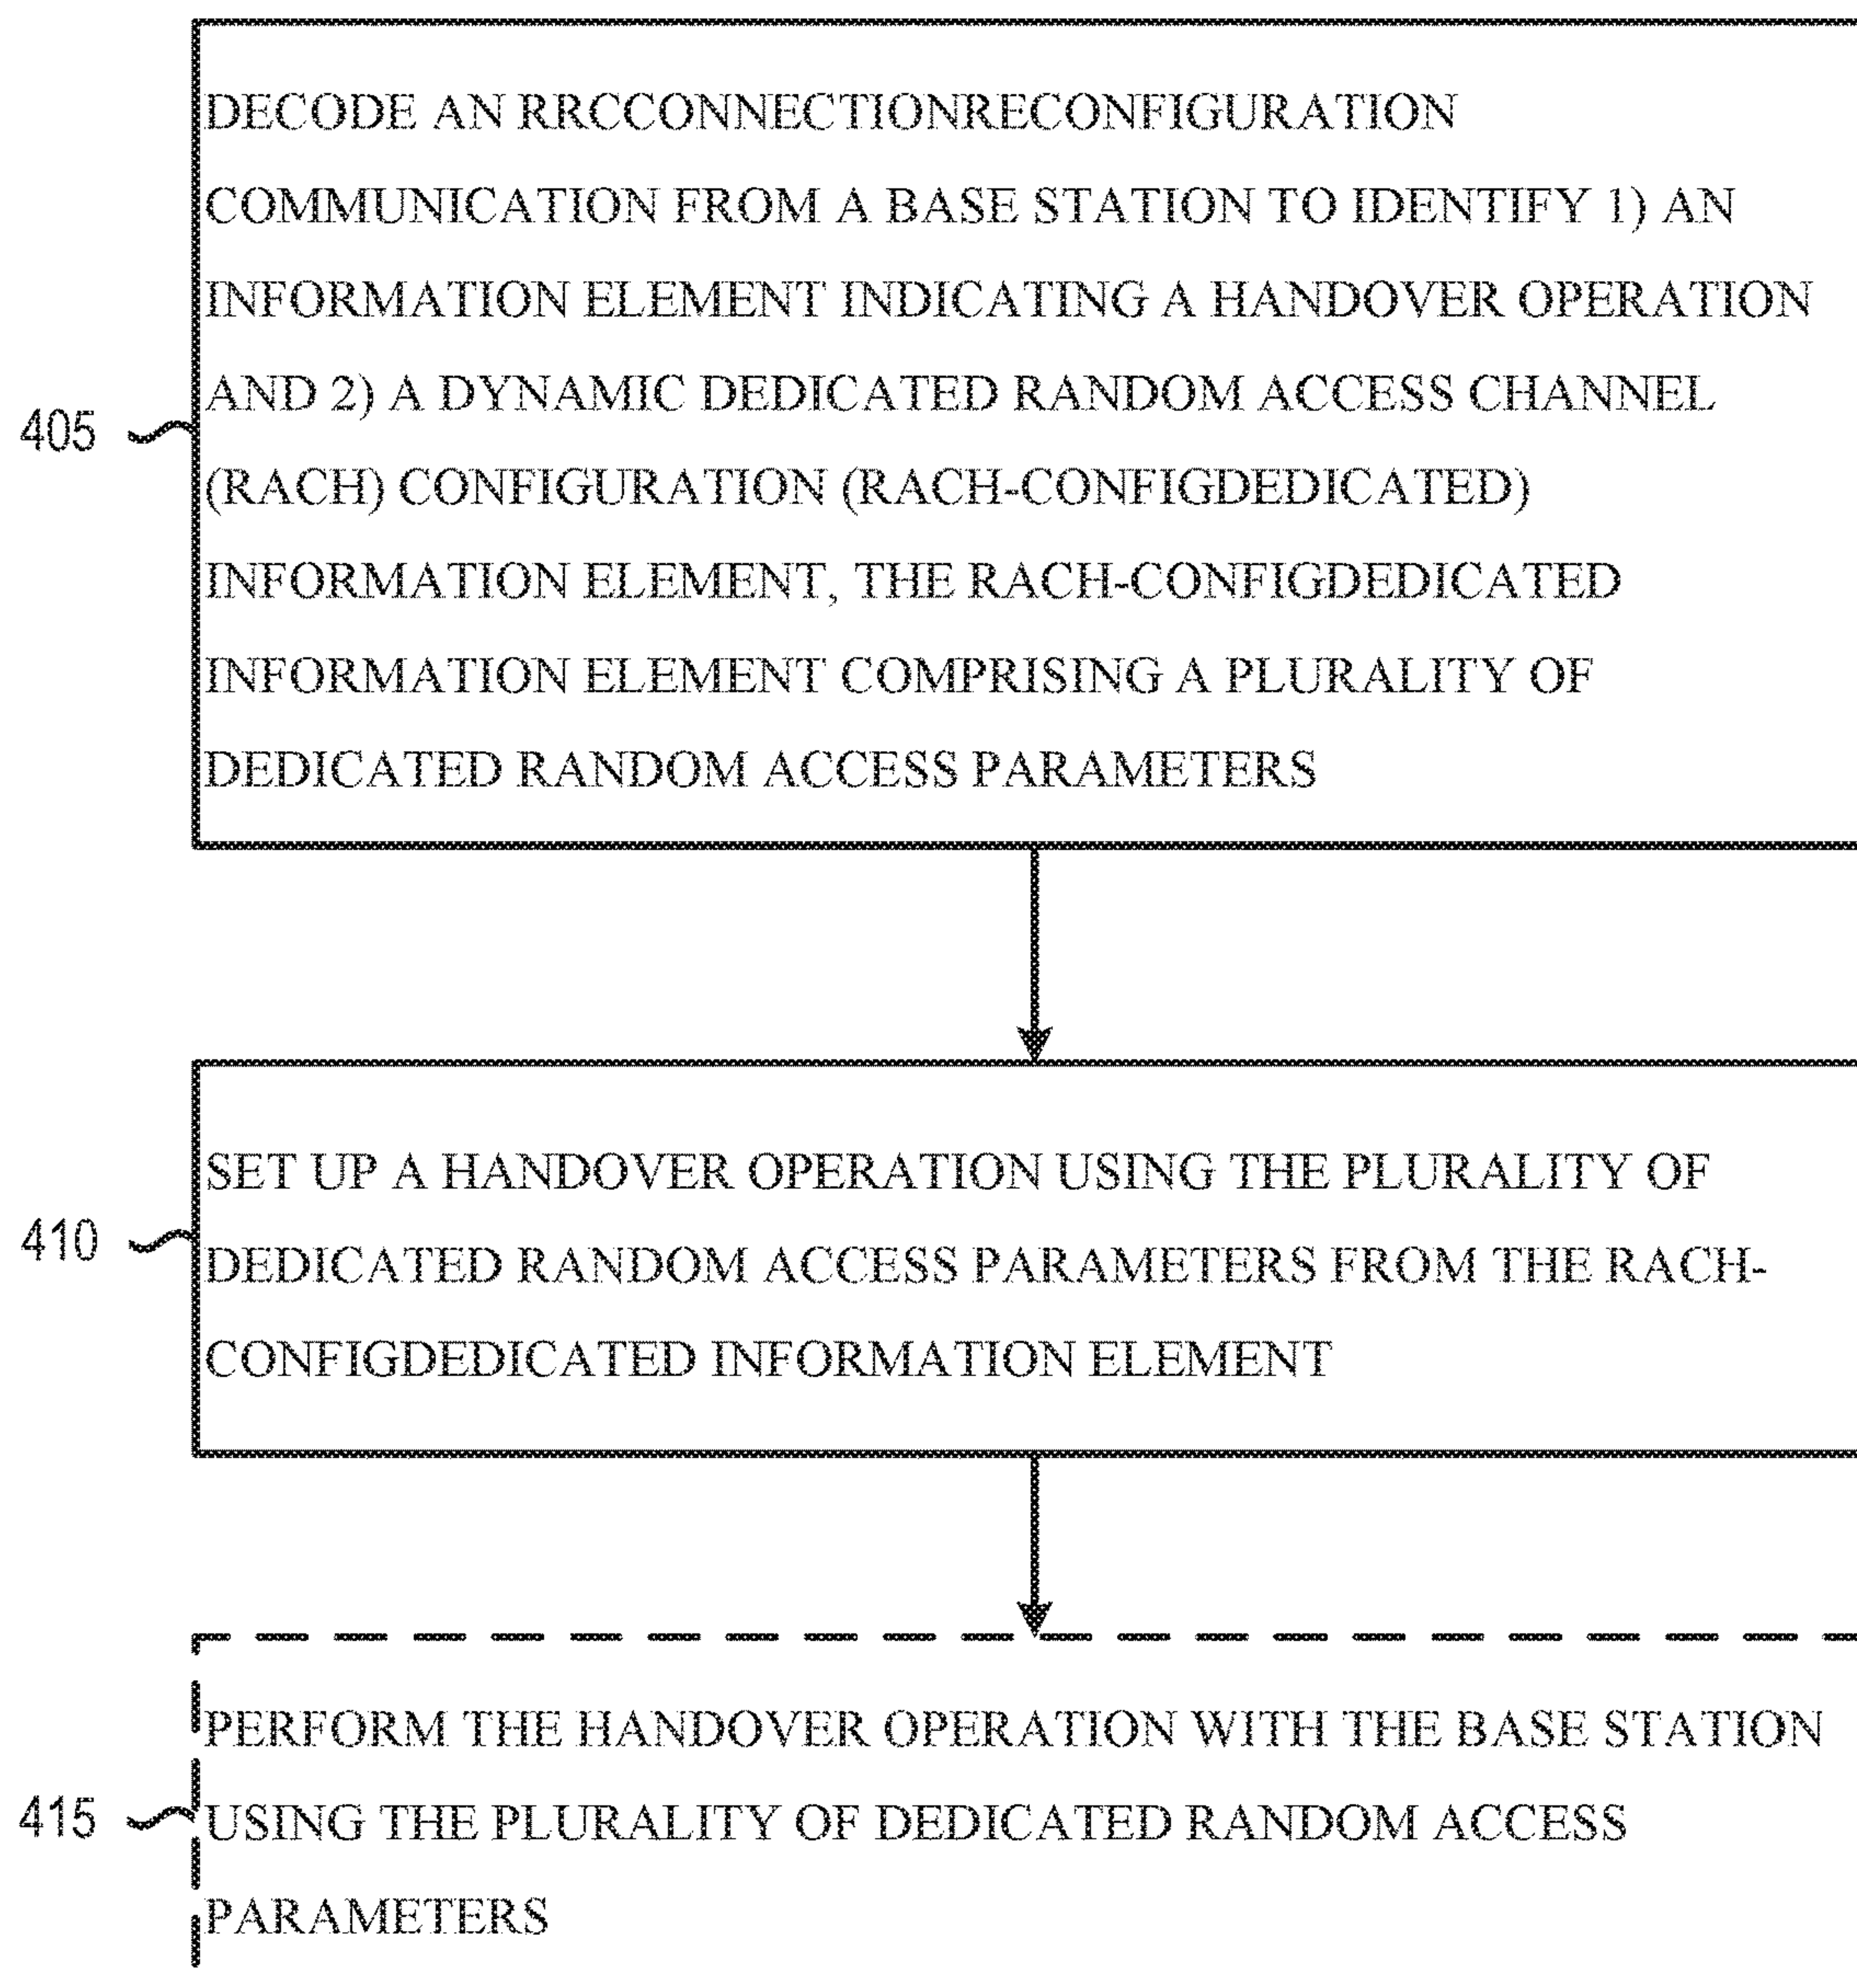 DECODE AN RRCCONNECTIONRECONFIGURATION
COMMUNICATION FROM A BASE STATION TO IDENTIFY 1) AN
INFORMATION ELEMENT INDICATING A HANDOVER OPERATION
AND 2) A DYNAMIC DEDICATED RANDOM ACCESS CHANNEL
405
(RACH) CONFIGURATION (RACH-CONFIGDEDICATED)
INFORMATION ELEMENT, THE RACH-CONFIGDEDICATED
INFORMATION ELEMENT COMPRISING A PLURALITY OF
DEDICATED RANDOM ACCESS PARAMETERS
SET UP A HANDOVER OPERATION USING THE PLURALITY OF
410
DEDICATED RANDOM ACCESS PARAMETERS FROM THE RACH-
CONFIGDEDICATED INFORMATION ELEMENT
PERFORM THE HANDOVER OPERATION WITH THE BASE STATION
415
USING THE PLURALITY OF DEDICATED RANDOM ACCESS
PARAMETERS